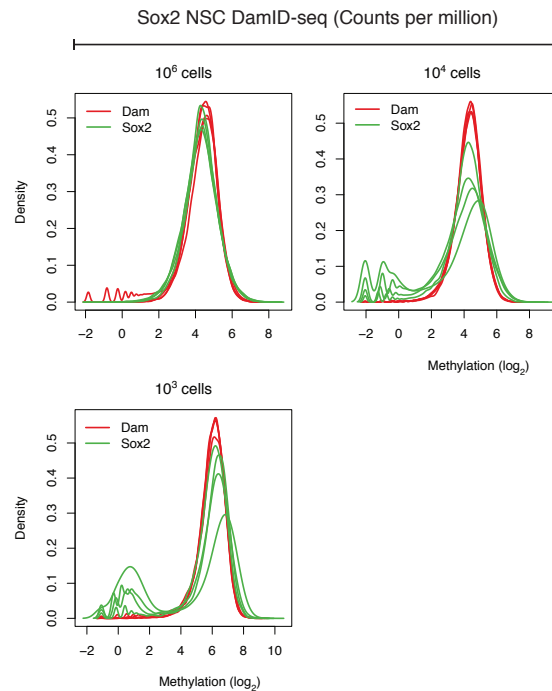 Sox2 NSC DamID-seq (Counts per million)
10⁶ cells
Dam
Sox2
Density
0.5
0.4
0.3
0.2
0.1
0.0
−2 0 2 4 6 8
10⁴ cells
Dam
Sox2
0.5
0.4
0.3
0.2
0.1
0.0
−2 0 2 4 6 8
Methylation (log₂)
10³ cells
Dam
Sox2
Density
0.5
0.4
0.3
0.2
0.1
0.0
−2 0 2 4 6 8 10
Methylation (log₂)